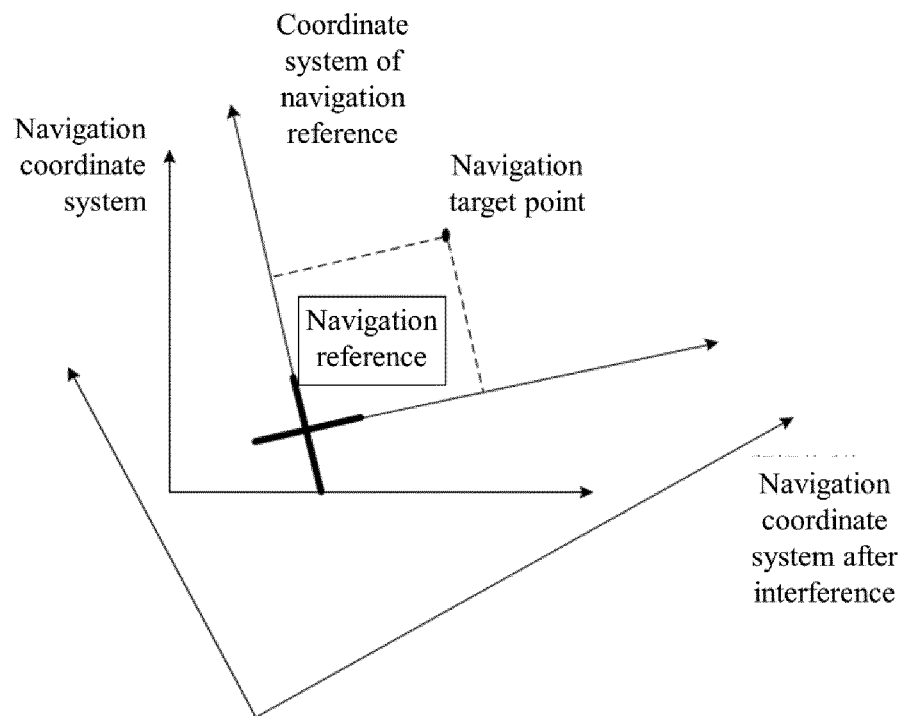 Coordinate
system of
navigation
reference
Navigation
coordinate
system
Navigation
target point
Navigation
reference
Navigation
coordinate
system after
interference